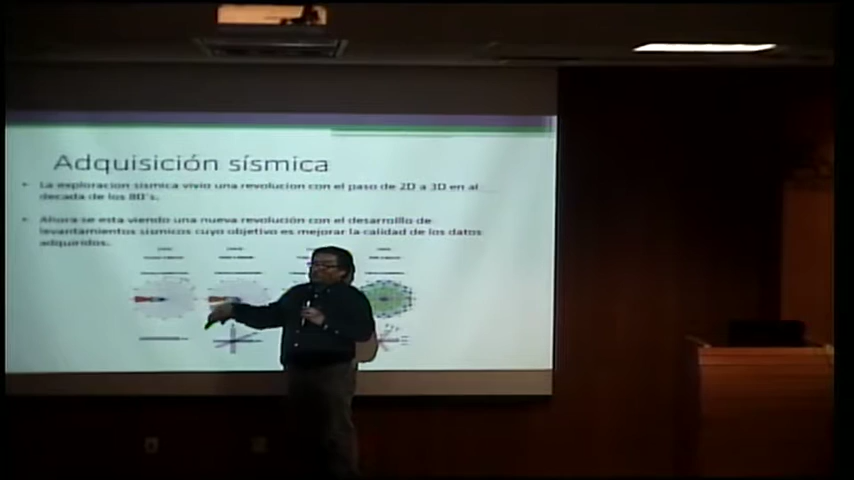 Adquisición sísmica
• La exploracion sismica vivio una revolucion con el paso de 2D a 3D en al
decada de los 80's.
• Ahora se esta viendo una nueva revolución con el desarrollo de
levantamientos sismicos cuyo objetivo es mejorar la calidad de los datos
adquiridos.